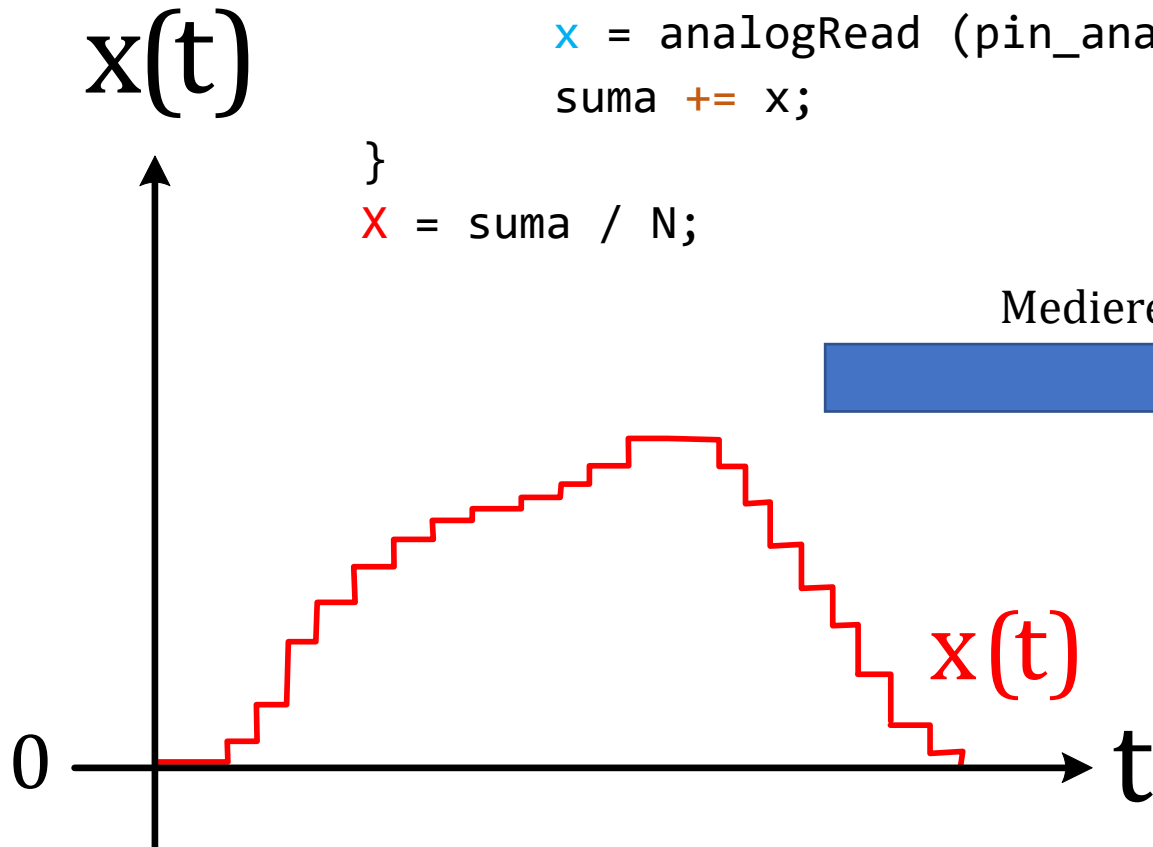 x(t)
x = analogRead (pin_ana
suma += x;
}
X = suma / N;
Mediere
x(t)
0
t